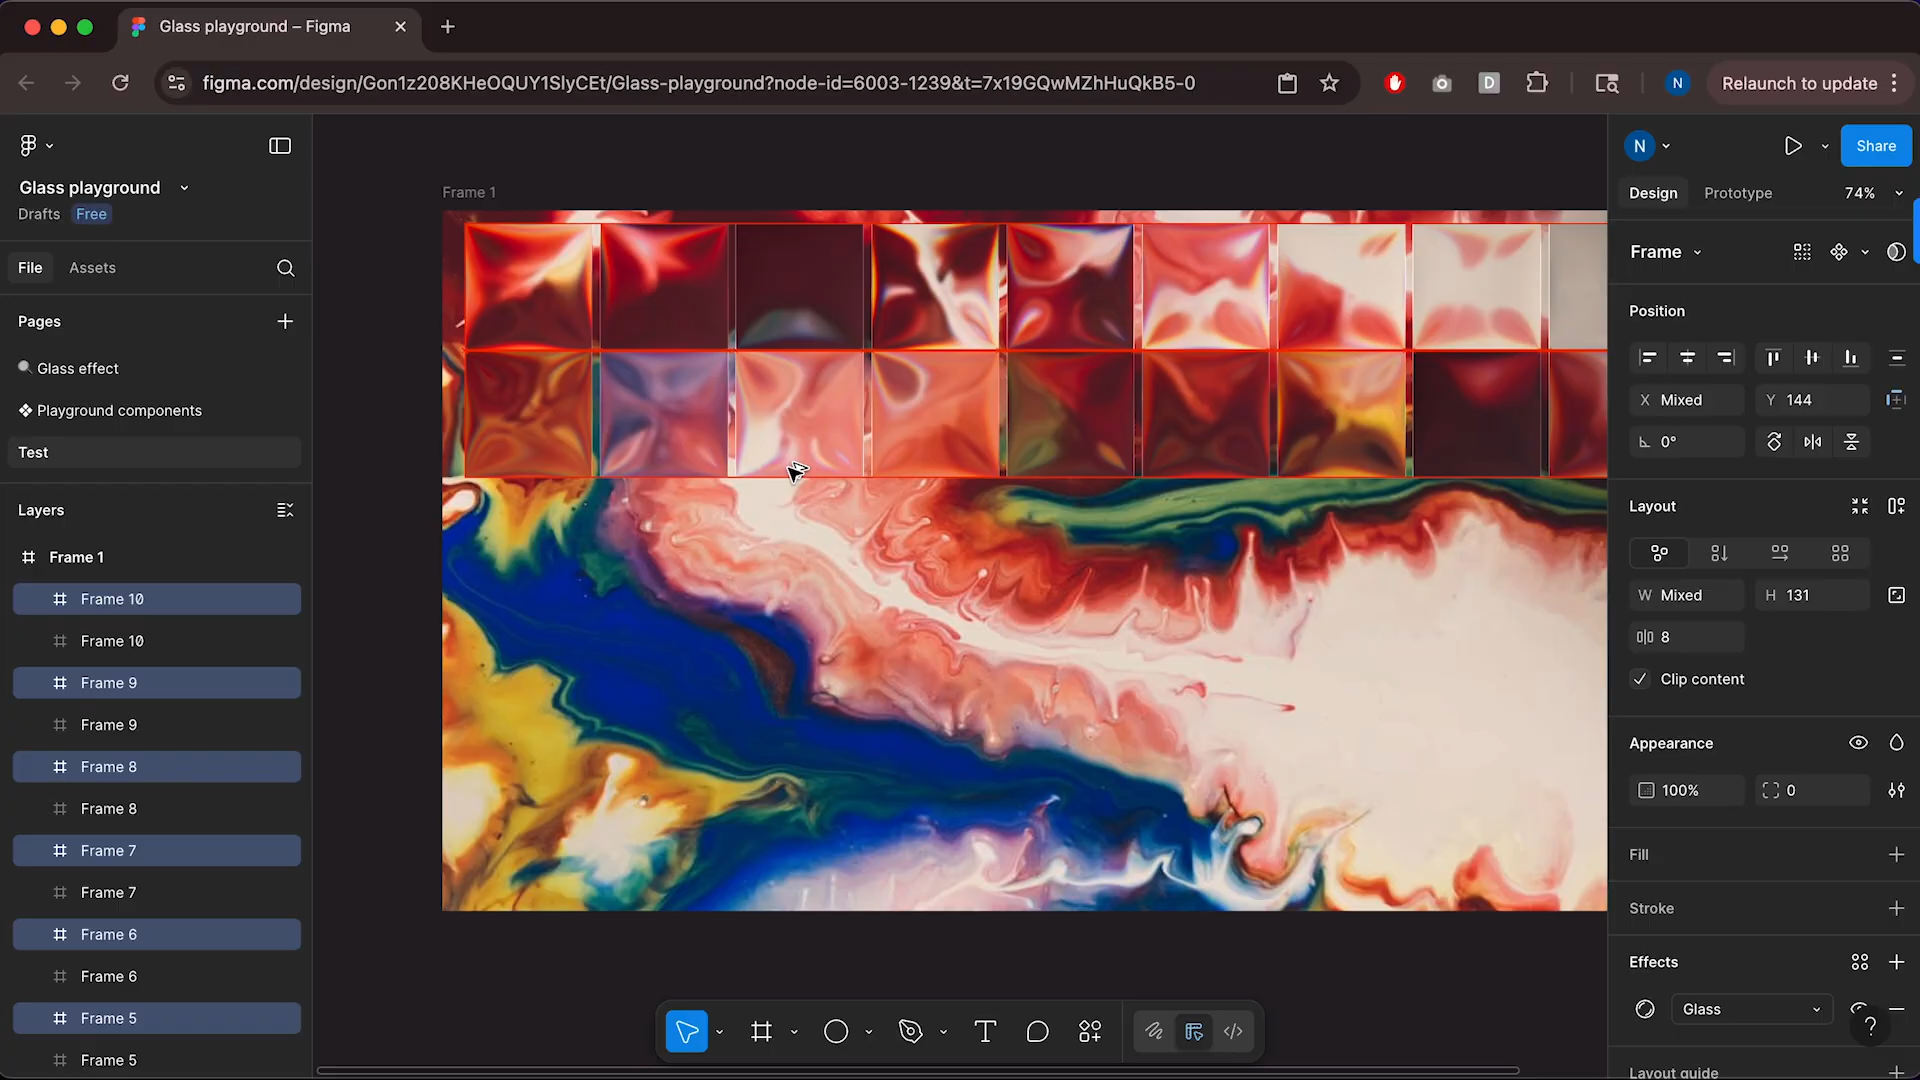 Glass playground – Figma
figma.com/design/Gon1z208KHeOQUY1SlyCEt/Glass-playground?node-id=6003-1239&t=7x19GQwMZhHuQkB5-0
D
N
Relaunch to update
Glass playground
Drafts
Free
File
Assets
Pages
Glass effect
Playground components
Test
Layers
Frame 1
Frame 10
Frame 10
Frame 9
Frame 9
Frame 8
Frame 8
Frame 7
Frame 7
Frame 6
Frame 6
Frame 5
Frame 5
Frame 1
N
Share
Design
Prototype
74%
Frame
Position
X Mixed
Y 144
0°
Layout
W Mixed
H 131
8
Clip content
Appearance
100%
0
Fill
Stroke
Effects
Glass
?
Layout guide